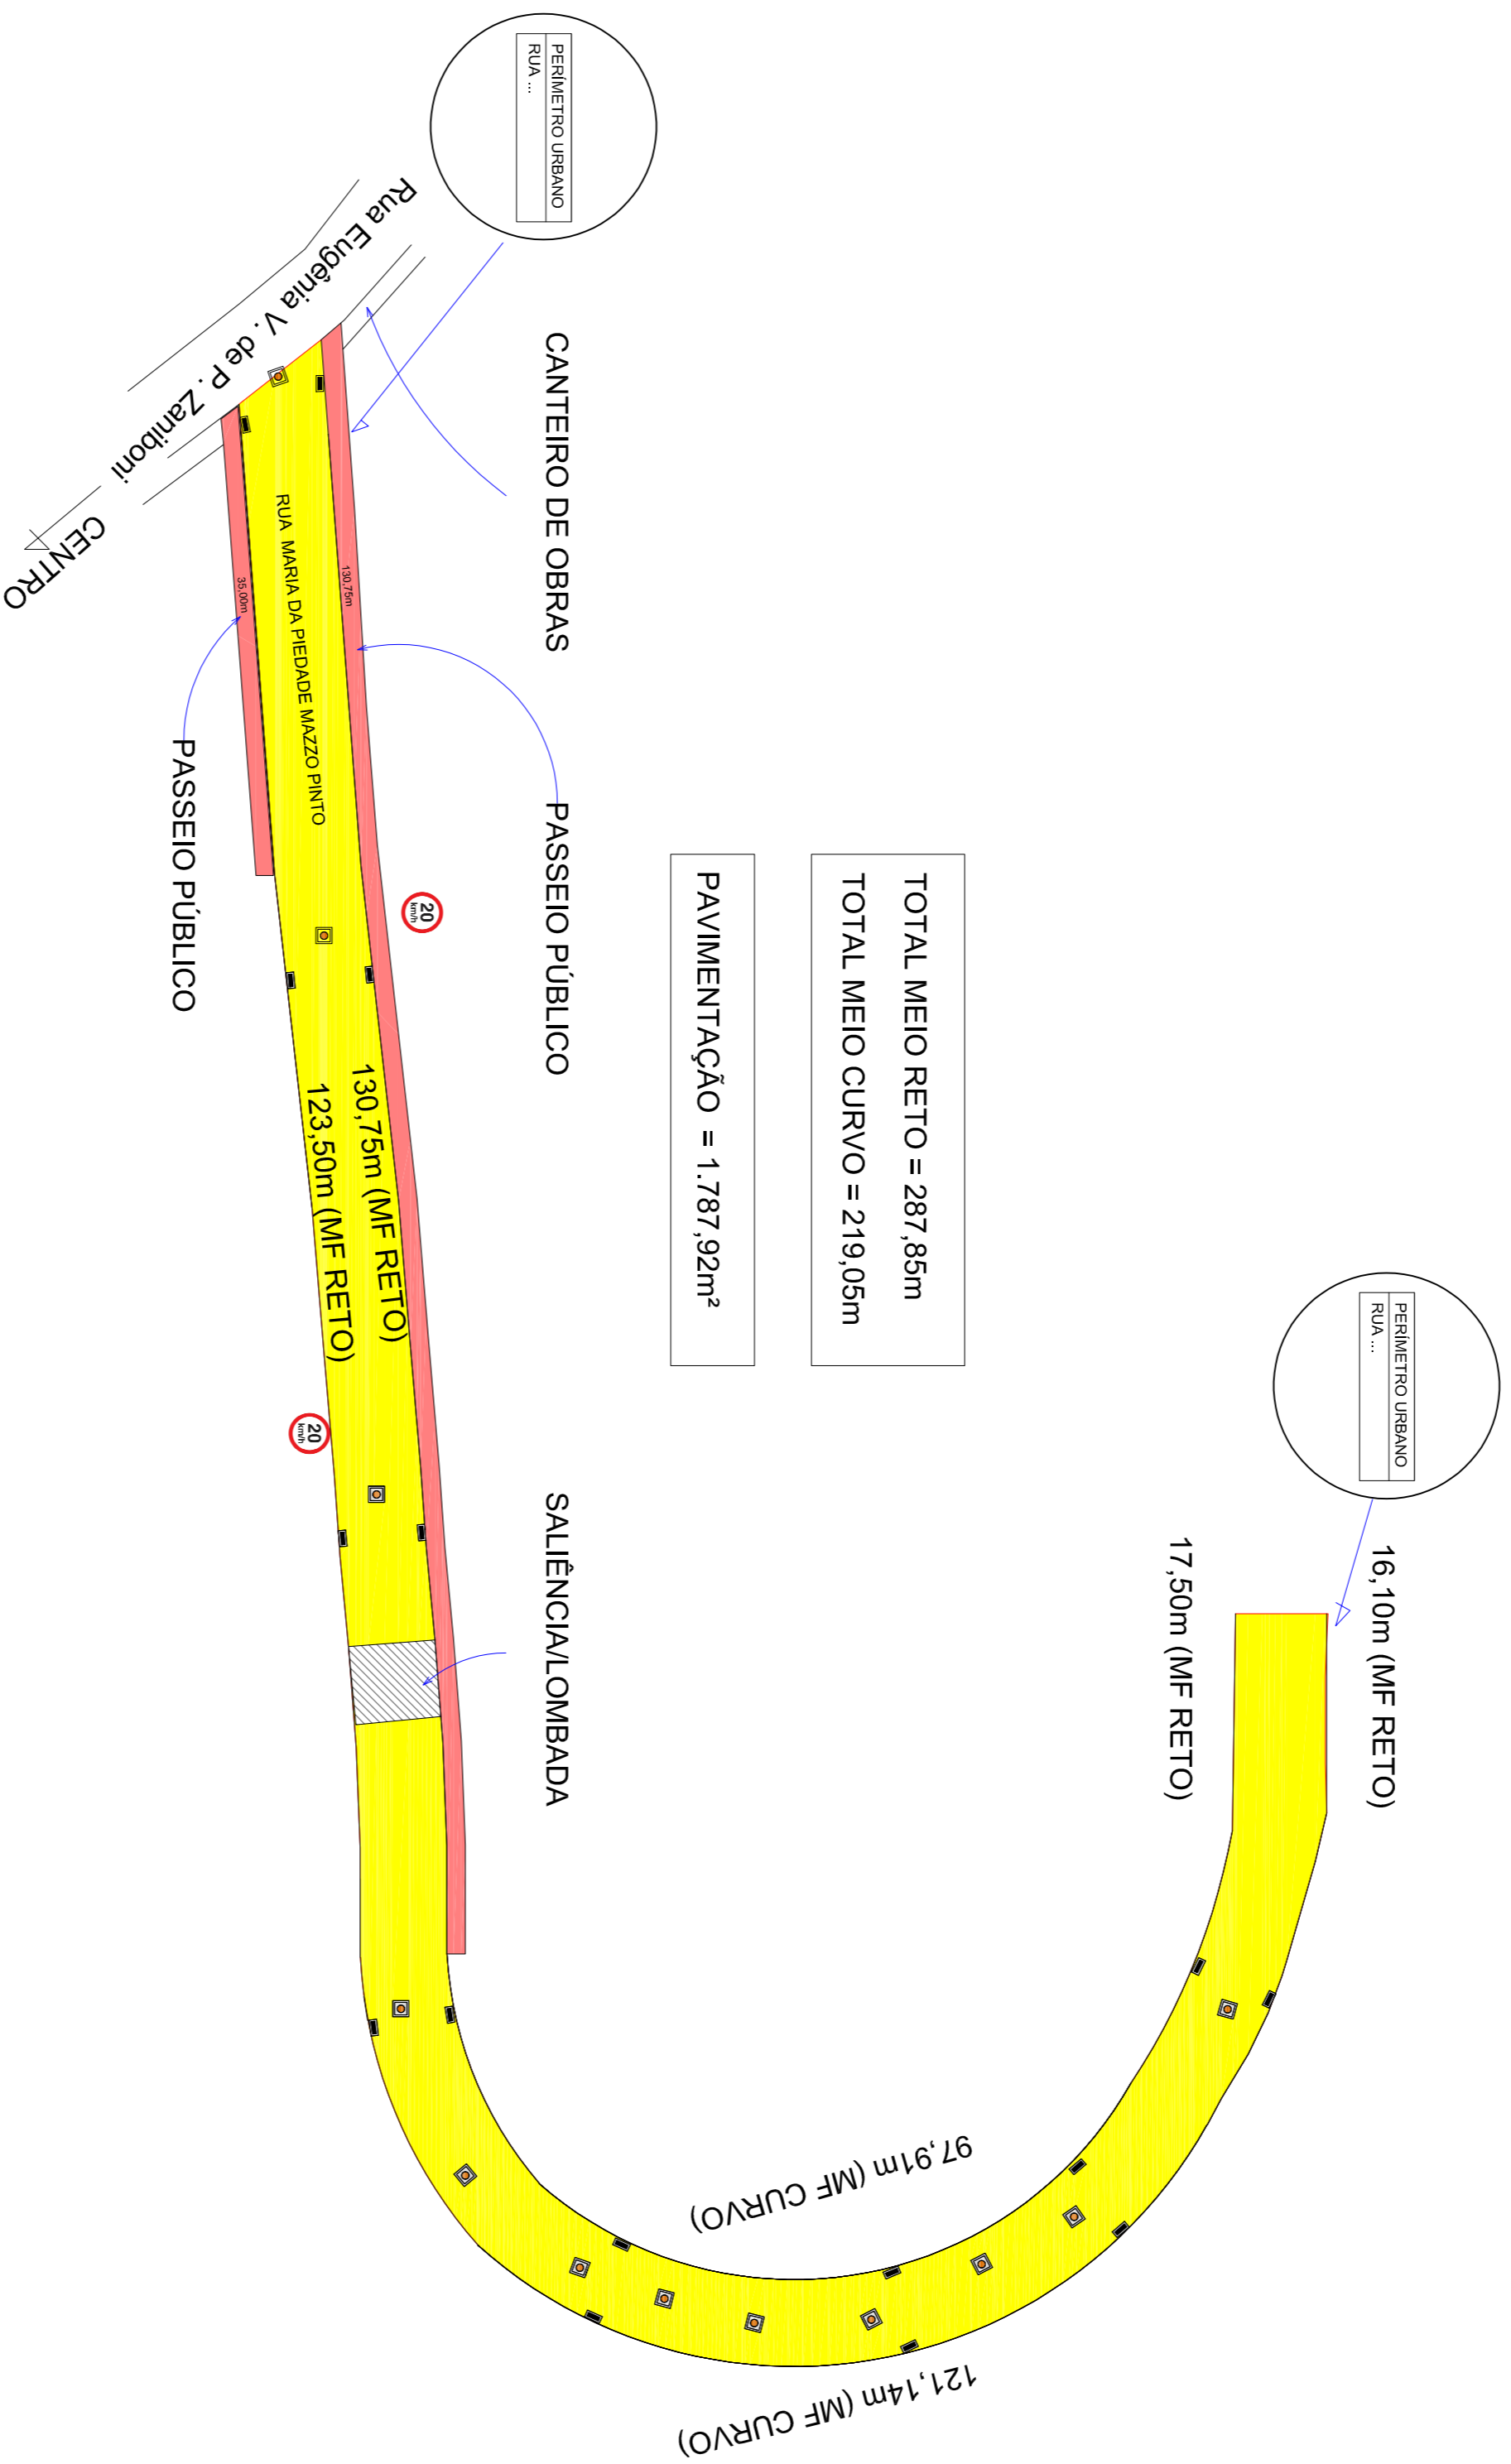 PERÍMETRO URBANO
RUA ...
PERÍMETRO URBANO
RUA ...
16,10m (MF RETO)
17,50m (MF RETO)
TOTAL MEIO RETO = 287,85m
TOTAL MEIO CURVO = 219,05m
PAVIMENTAÇÃO = 1.787,92m²
CANTEIRO DE OBRAS
PASSEIO PÚBLICO
SALIÊNCIA/LOMBADA
97,91m (MF CURVO)
121,14m (MF CURVO)
Rua Eugênia V. de P. Zaniboni
CENTRO
20
km/h
130,75m
130,75m (MF RETO)
123,50m (MF RETO)
RUA MARIA DA PIEDADE MAZZO PINTO
35,00m
20
km/h
PASSEIO PÚBLICO